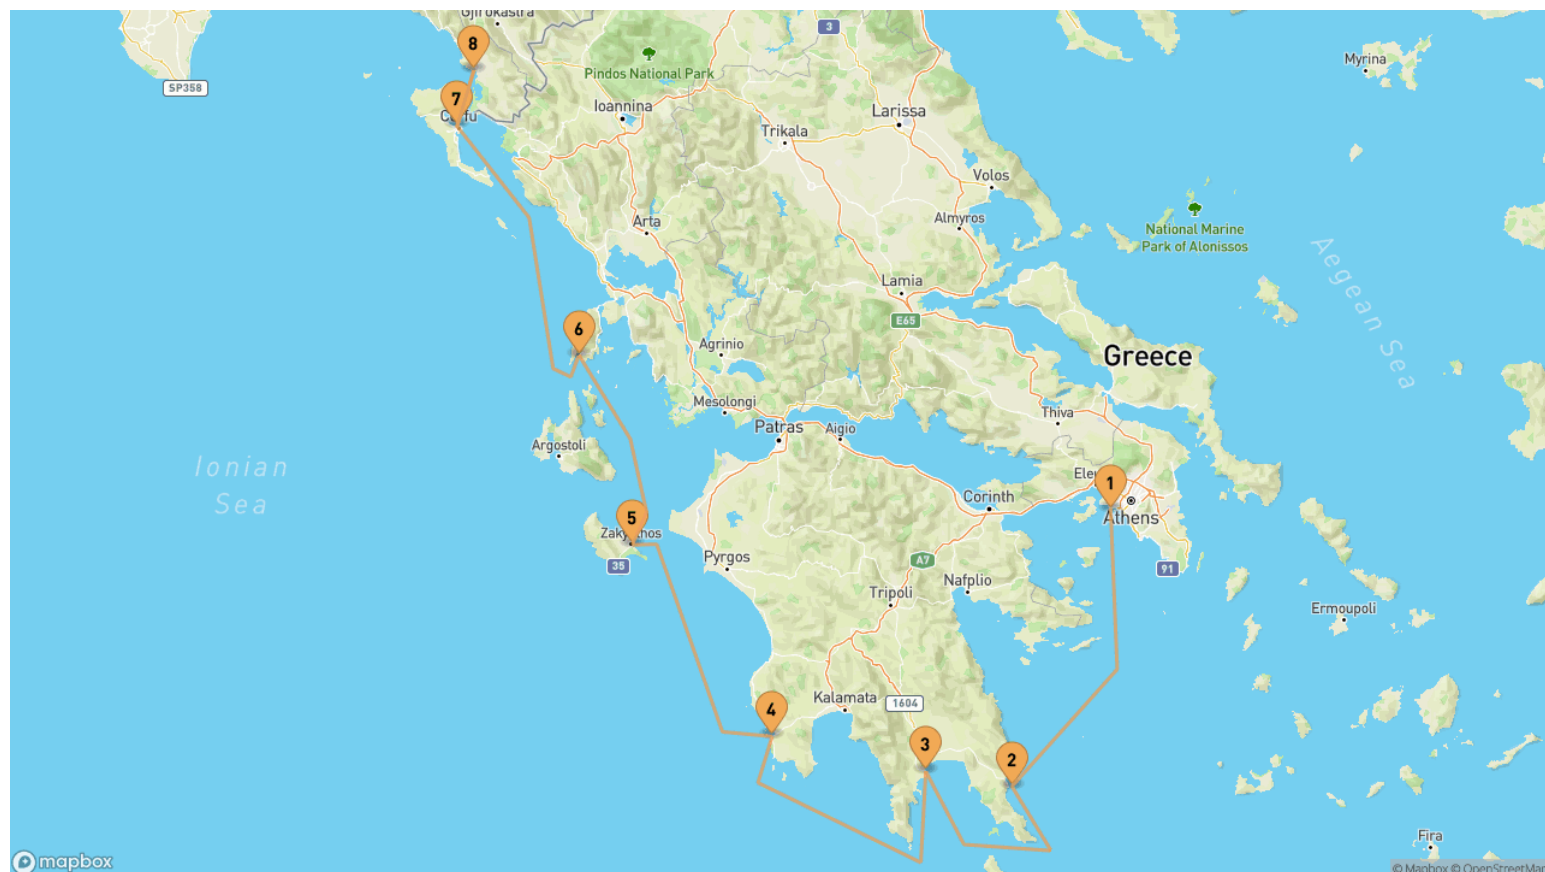 Gjirokastra
3
8
Pindos National Park
Myrina
SP358
7
Ioannina
Larissa
Trikala
Volos
Arta
Almyros
National Marine
Park of Alonissos
Aegean Sea
Lamia
E65
6
Agrinio
Greece
Mesolongi
Thiva
Patras
Aigio
Argostoli
Ionian
Sea
1
Corinth
Athens
5
35
Pyrgos
A7
91
Nafplio
Tripoli
Ermoupoli
Kalamata
1604
4
3
2
Fira
mapbox
© Mapbox © OpenStreetMap